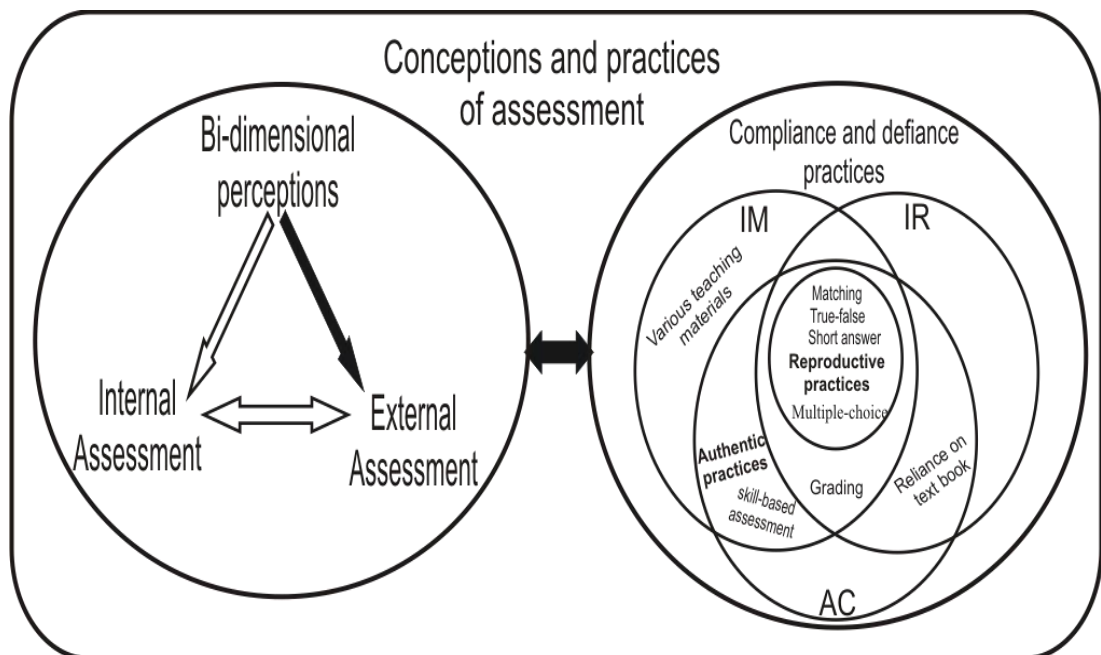 Conceptions and practices
of assessment
Bi-dimensional
perceptions
Internal
Assessment
External
Assessment
Compliance and defiance
practices
IM
IR
Various teaching
materials
Matching
True-false
Short answer
Reproductive
practices
Multiple-choice
Authentic
practices
skill-based
assessment
Grading
Reliance on
text book
AC